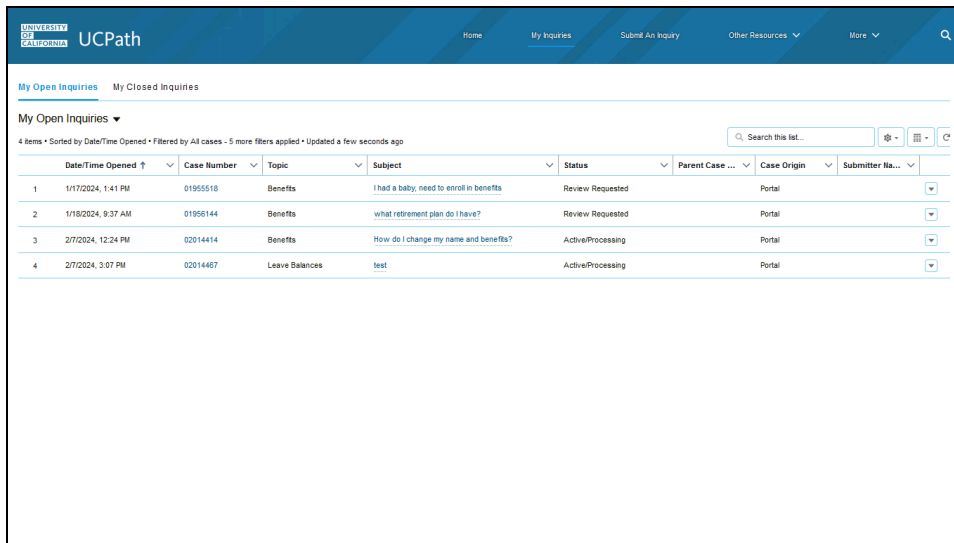 UNIVERSITY
OF
CALIFORNIA
UCPath
Home My Inquiries Submit An Inquiry Other Resources More
My Open Inquiries My Closed Inquiries
My Open Inquiries
4 items • Sorted by Date/Time Opened • Filtered by All cases - 5 more filters applied • Updated a few seconds ago
Search this list...
Date/Time Opened Case Number Topic Subject Status Parent Case ... Case Origin Submitter Na...
1 1/17/2024, 1:41 PM 01955518 Benefits I had a baby, need to enroll in benefits Review Requested Portal
2 1/18/2024, 9:37 AM 01956144 Benefits what retirement plan do I have? Review Requested Portal
3 2/7/2024, 12:24 PM 02014414 Benefits How do I change my name and benefits? Active/Processing Portal
4 2/7/2024, 3:07 PM 02014467 Leave Balances test Active/Processing Portal